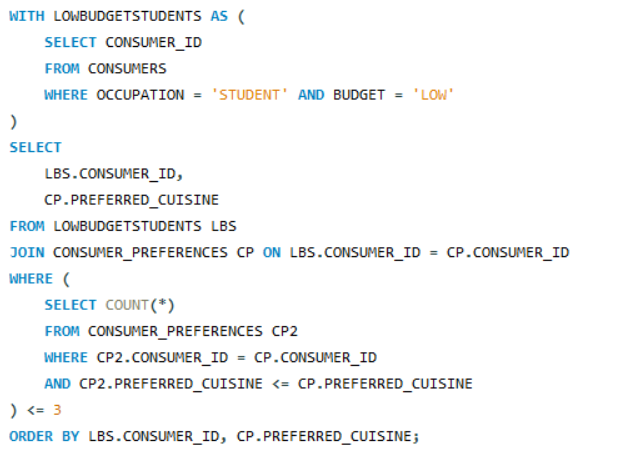 WITH LOWBUDGETSTUDENTS AS (
    SELECT CONSUMER_ID
    FROM CONSUMERS
    WHERE OCCUPATION = 'STUDENT' AND BUDGET = 'LOW'
)
SELECT
    LBS.CONSUMER_ID,
    CP.PREFERRED_CUISINE
FROM LOWBUDGETSTUDENTS LBS
JOIN CONSUMER_PREFERENCES CP ON LBS.CONSUMER_ID = CP.CONSUMER_ID
WHERE (
    SELECT COUNT(*)
    FROM CONSUMER_PREFERENCES CP2
    WHERE CP2.CONSUMER_ID = CP.CONSUMER_ID
    AND CP2.PREFERRED_CUISINE <= CP.PREFERRED_CUISINE
) <= 3
ORDER BY LBS.CONSUMER_ID, CP.PREFERRED_CUISINE;